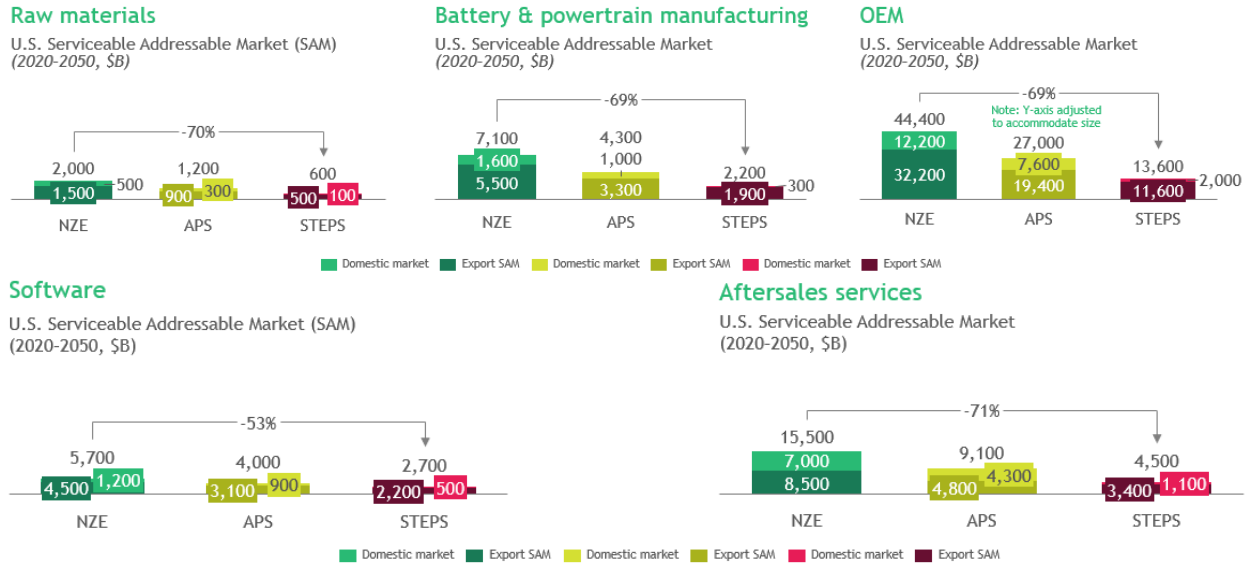 Raw materials
U.S. Serviceable Addressable Market (SAM)
(2020-2050, $B)
-70%
2,000
500
1,500
1,200
900
300
600
500
100
NZE
APS
STEPS
Battery & powertrain manufacturing
U.S. Serviceable Addressable Market
(2020-2050, $B)
-69%
7,100
1,600
5,500
4,300
1,000
3,300
2,200
300
1,900
NZE
APS
STEPS
OEM
U.S. Serviceable Addressable Market
(2020-2050, $B)
-69%
Note: Y-axis adjusted
to accommodate size
44,400
12,200
32,200
27,000
7,600
19,400
13,600
2,000
11,600
NZE
APS
STEPS
Domestic market
Export SAM
Domestic market
Export SAM
Domestic market
Export SAM
Software
U.S. Serviceable Addressable Market (SAM)
(2020-2050, $B)
-53%
5,700
4,500
1,200
4,000
3,100
900
2,700
2,200
500
NZE
APS
STEPS
Aftersales services
U.S. Serviceable Addressable Market
(2020-2050, $B)
-71%
15,500
7,000
8,500
9,100
4,800
4,300
4,500
3,400
1,100
NZE
APS
STEPS
Domestic market
Export SAM
Domestic market
Export SAM
Domestic market
Export SAM